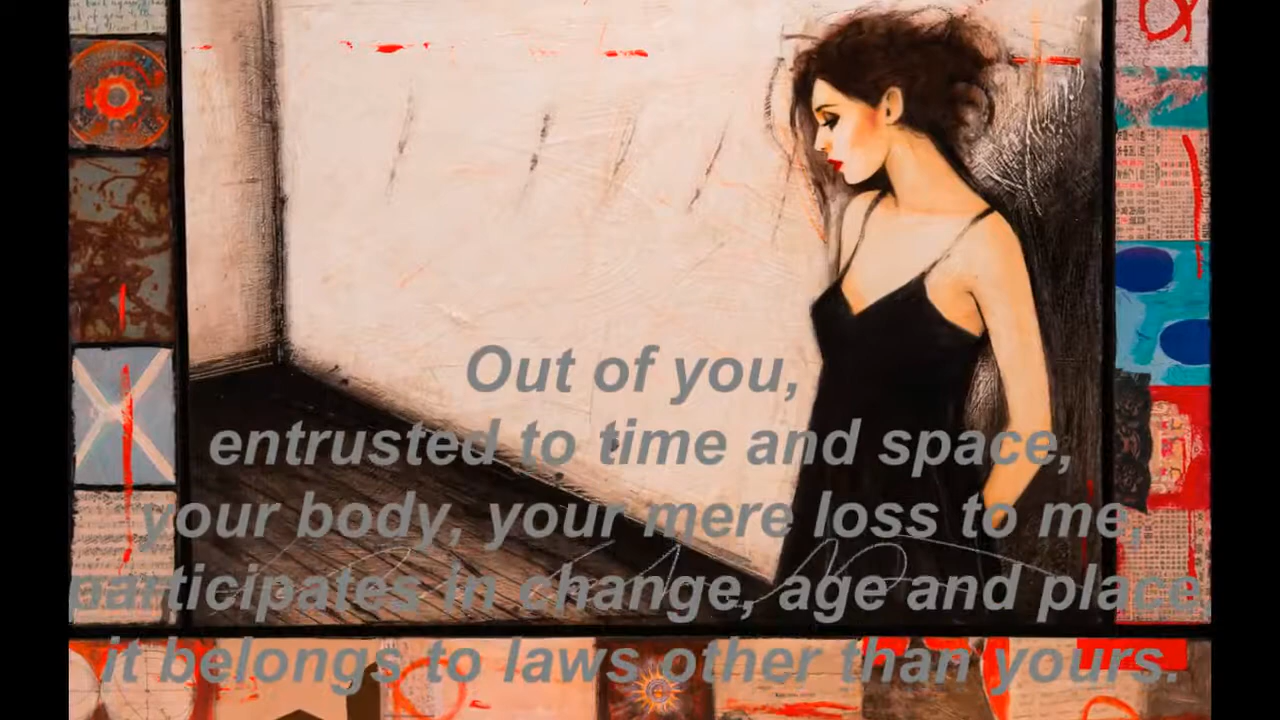 Out of you,
entrusted to time and space,
your body, your mere loss to me,
participates in change, age and place
it belongs to laws other than yours.